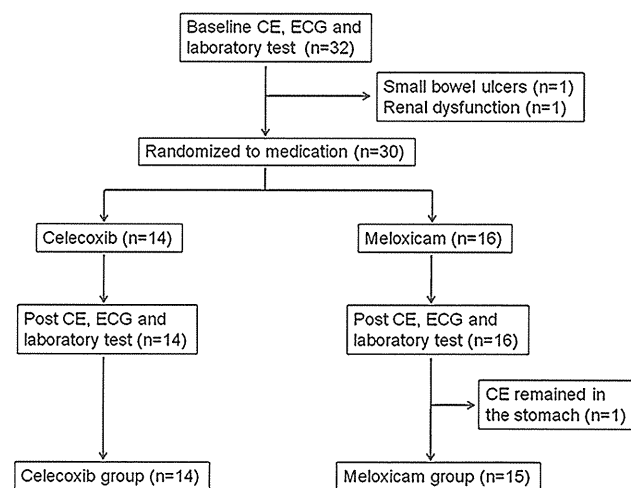 Baseline CE, ECG and
laboratory test (n=32)
Small bowel ulcers (n=1)
Renal dysfunction (n=1)
Randomized to medication (n=30)
Celecoxib (n=14)
Meloxicam (n=16)
Post CE, ECG and
laboratory test (n=14)
Post CE, ECG and
laboratory test (n=16)
CE remained in
the stomach (n=1)
Celecoxib group (n=14)
Meloxicam group (n=15)